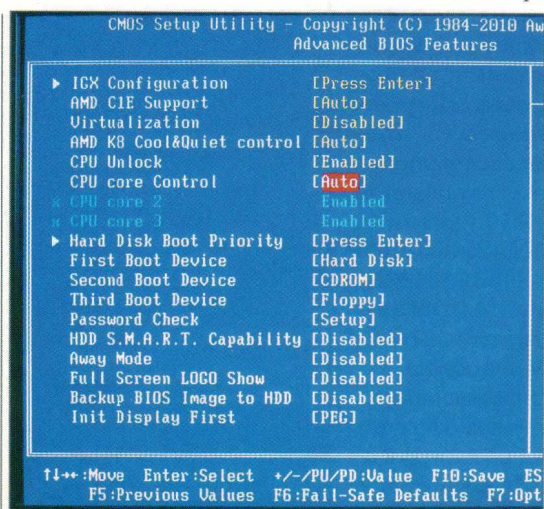 CMOS Setup Utility - Copyright (C) 1984-2010 Aw
Advanced BIOS Features
▶ IGX Configuration [Press Enter]
AMD C1E Support [Auto]
Virtualization [Disabled]
AMD K8 Cool&Quiet control [Auto]
CPU Unlock [Enabled]
CPU core Control [Auto]
x CPU core 2 Enabled
x CPU core 3 Enabled
▶ Hard Disk Boot Priority [Press Enter]
First Boot Device [Hard Disk]
Second Boot Device [CDROM]
Third Boot Device [Floppy]
Password Check [Setup]
HDD S.M.A.R.T. Capability [Disabled]
Away Mode [Disabled]
Full Screen LOGO Show [Disabled]
Backup BIOS Image to HDD [Disabled]
Init Display First [PEG]
↑↓→←:Move Enter:Select +/-/PU/PD:Value F10:Save ES
F5:Previous Values F6:Fail-Safe Defaults F7:Opt